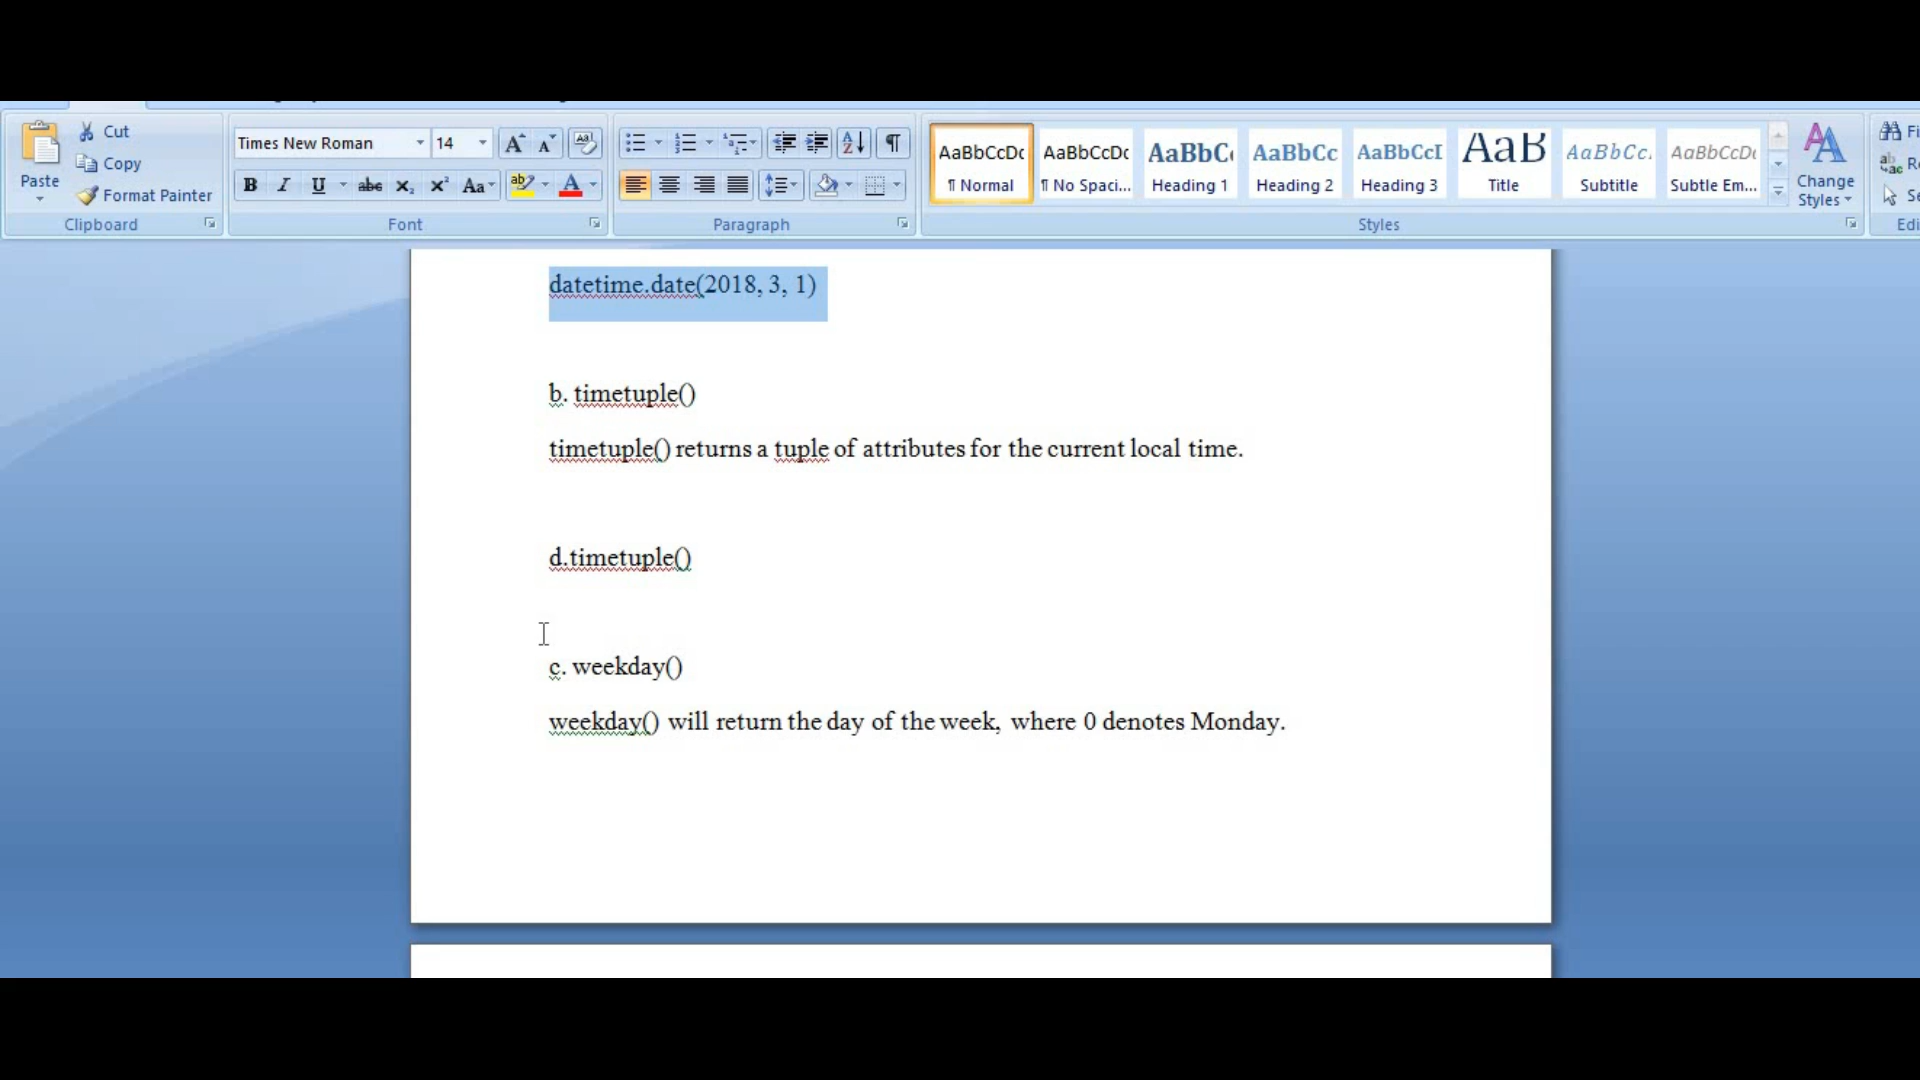 Cut
Copy
Format Painter
Paste
Clipboard
Times New Roman
14
B I U abc
Font
Paragraph
AaBbCcDc
¶ Normal
AaBbCcDc
¶ No Spaci...
AaBbC
Heading 1
AaBbCc
Heading 2
AaBbCcI
Heading 3
AaB
Title
AaBbCc.
Subtitle
AaBbCcDc
Subtle Em...
Change
Styles
Styles
datetime.date(2018, 3, 1)
b. timetuple()
timetuple() returns a tuple of attributes for the current local time.
d.timetuple()
c. weekday()
weekday() will return the day of the week, where 0 denotes Monday.